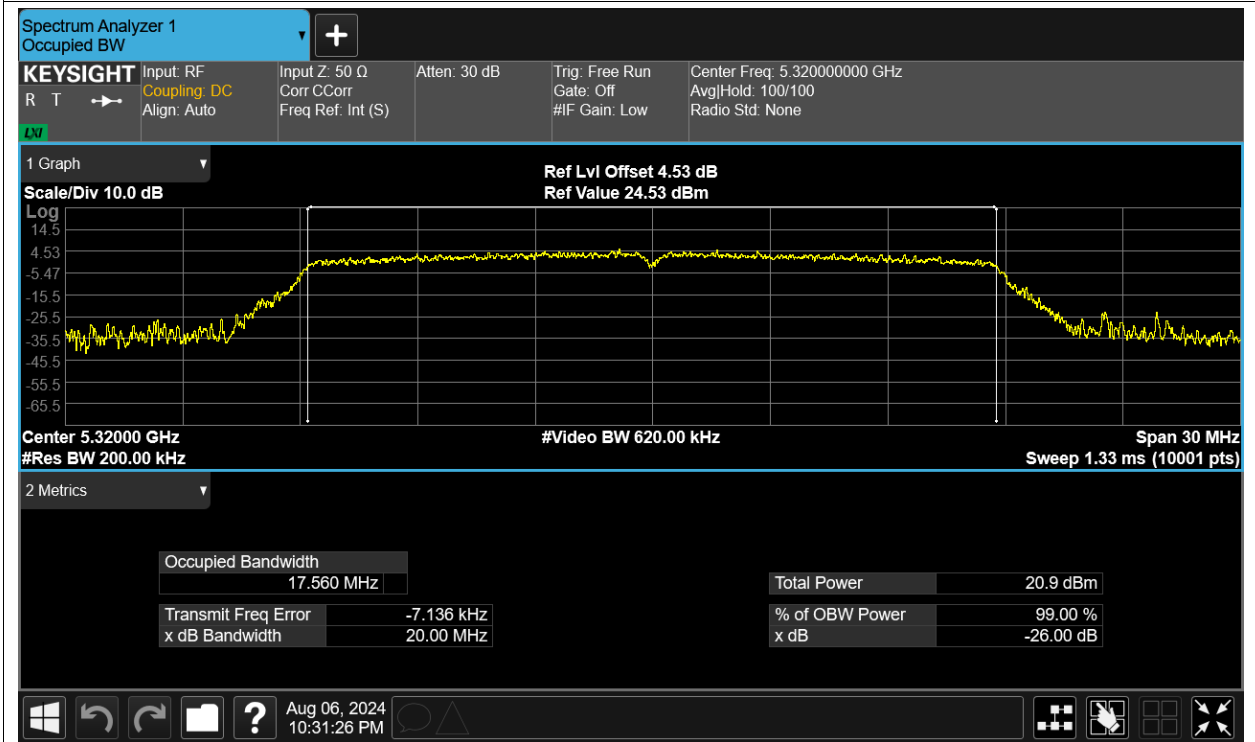 Spectrum Analyzer 1
Occupied BW
KEYSIGHT Input: RF Input Z: 50 Ω Atten: 30 dB Trig: Free Run Center Freq: 5.320000000 GHz
R T Coupling: DC Corr CCorr Gate: Off Avg|Hold: 100/100
Align: Auto Freq Ref: Int (S) #IF Gain: Low Radio Std: None
LXI
1 Graph
Ref Lvl Offset 4.53 dB
Scale/Div 10.0 dB Ref Value 24.53 dBm
Log
14.5
4.53
-5.47
-15.5
-25.5
-35.5
-45.5
-55.5
-65.5
Center 5.32000 GHz #Video BW 620.00 kHz Span 30 MHz
#Res BW 200.00 kHz Sweep 1.33 ms (10001 pts)
2 Metrics
Occupied Bandwidth
17.560 MHz Total Power 20.9 dBm
Transmit Freq Error -7.136 kHz % of OBW Power 99.00 %
x dB Bandwidth 20.00 MHz x dB -26.00 dB
? Aug 06, 2024
10:31:26 PM